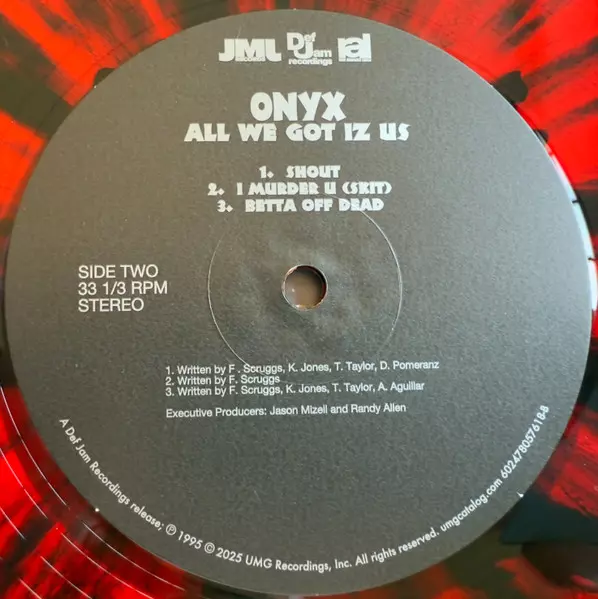 JML Def Jam recordings ral
ONYX
ALL WE GOT IZ US
1. SHOUT
2. I MURDER U (SKIT)
3. BETTA OFF DEAD
SIDE TWO
33 1/3 RPM
STEREO
1. Written by F . Scruggs, K. Jones, T. Taylor, D. Pomeranz
2. Written by F. Scruggs
3. Written by F. Scruggs, K. Jones, T. Taylor, A. Aguillar
Executive Producers: Jason Mizell and Randy Allen
A Def Jam Recordings release; ℗ 1995 © 2025 UMG Recordings, Inc. All rights reserved. umgcatalog.com 602478057618-8